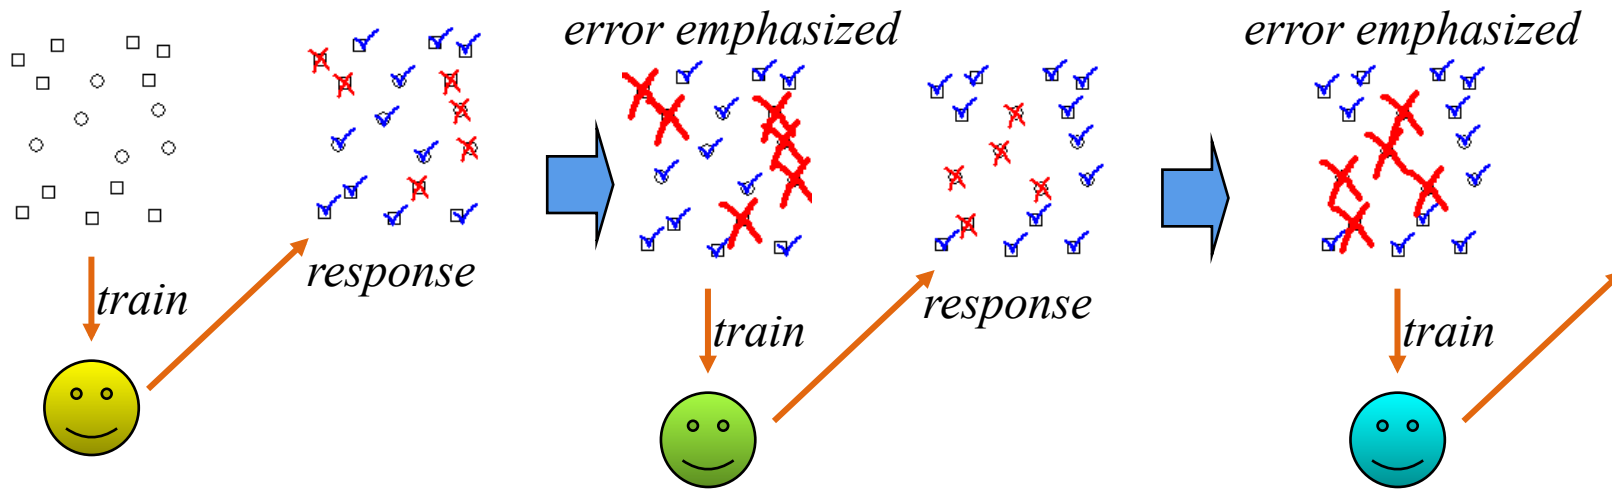 error emphasized
error emphasized
response
train
response
train
train